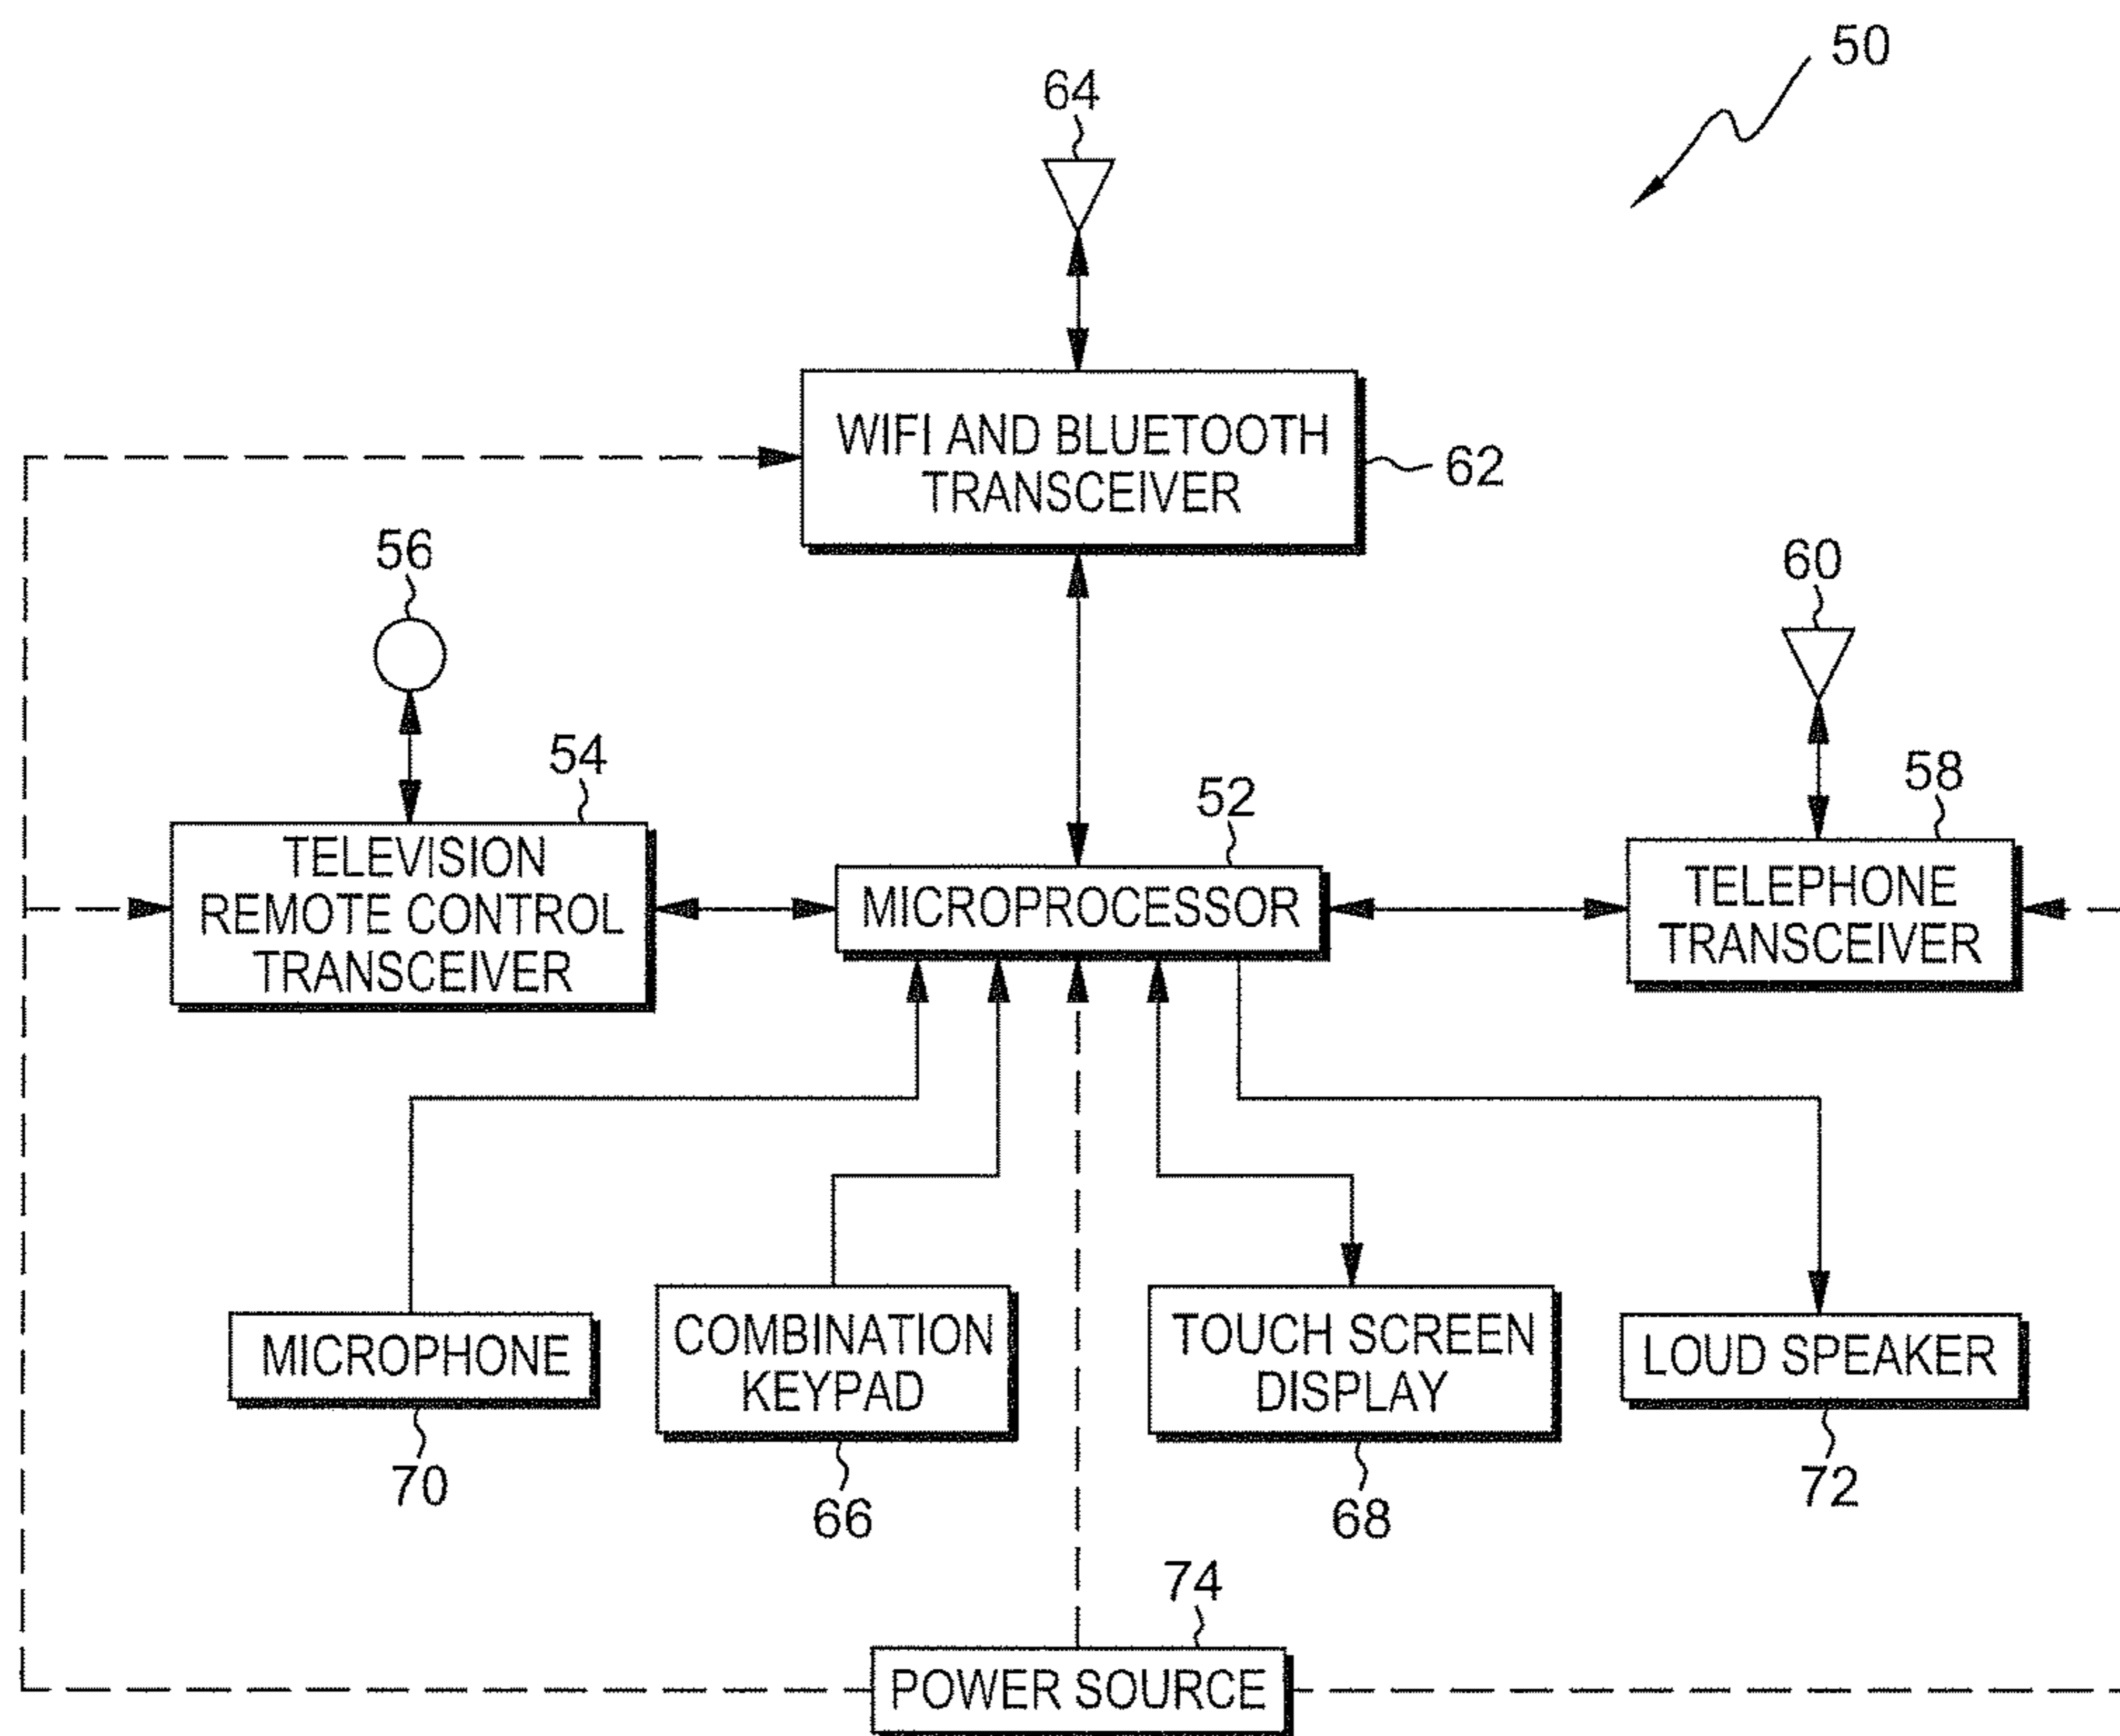 50
64
WIFI AND BLUETOOTH
TRANSCEIVER
62
56
60
54
52
58
TELEVISION
REMOTE CONTROL
TRANSCEIVER
MICROPROCESSOR
TELEPHONE
TRANSCEIVER
MICROPHONE
COMBINATION
KEYPAD
TOUCH SCREEN
DISPLAY
LOUD SPEAKER
70
66
68
72
74
POWER SOURCE